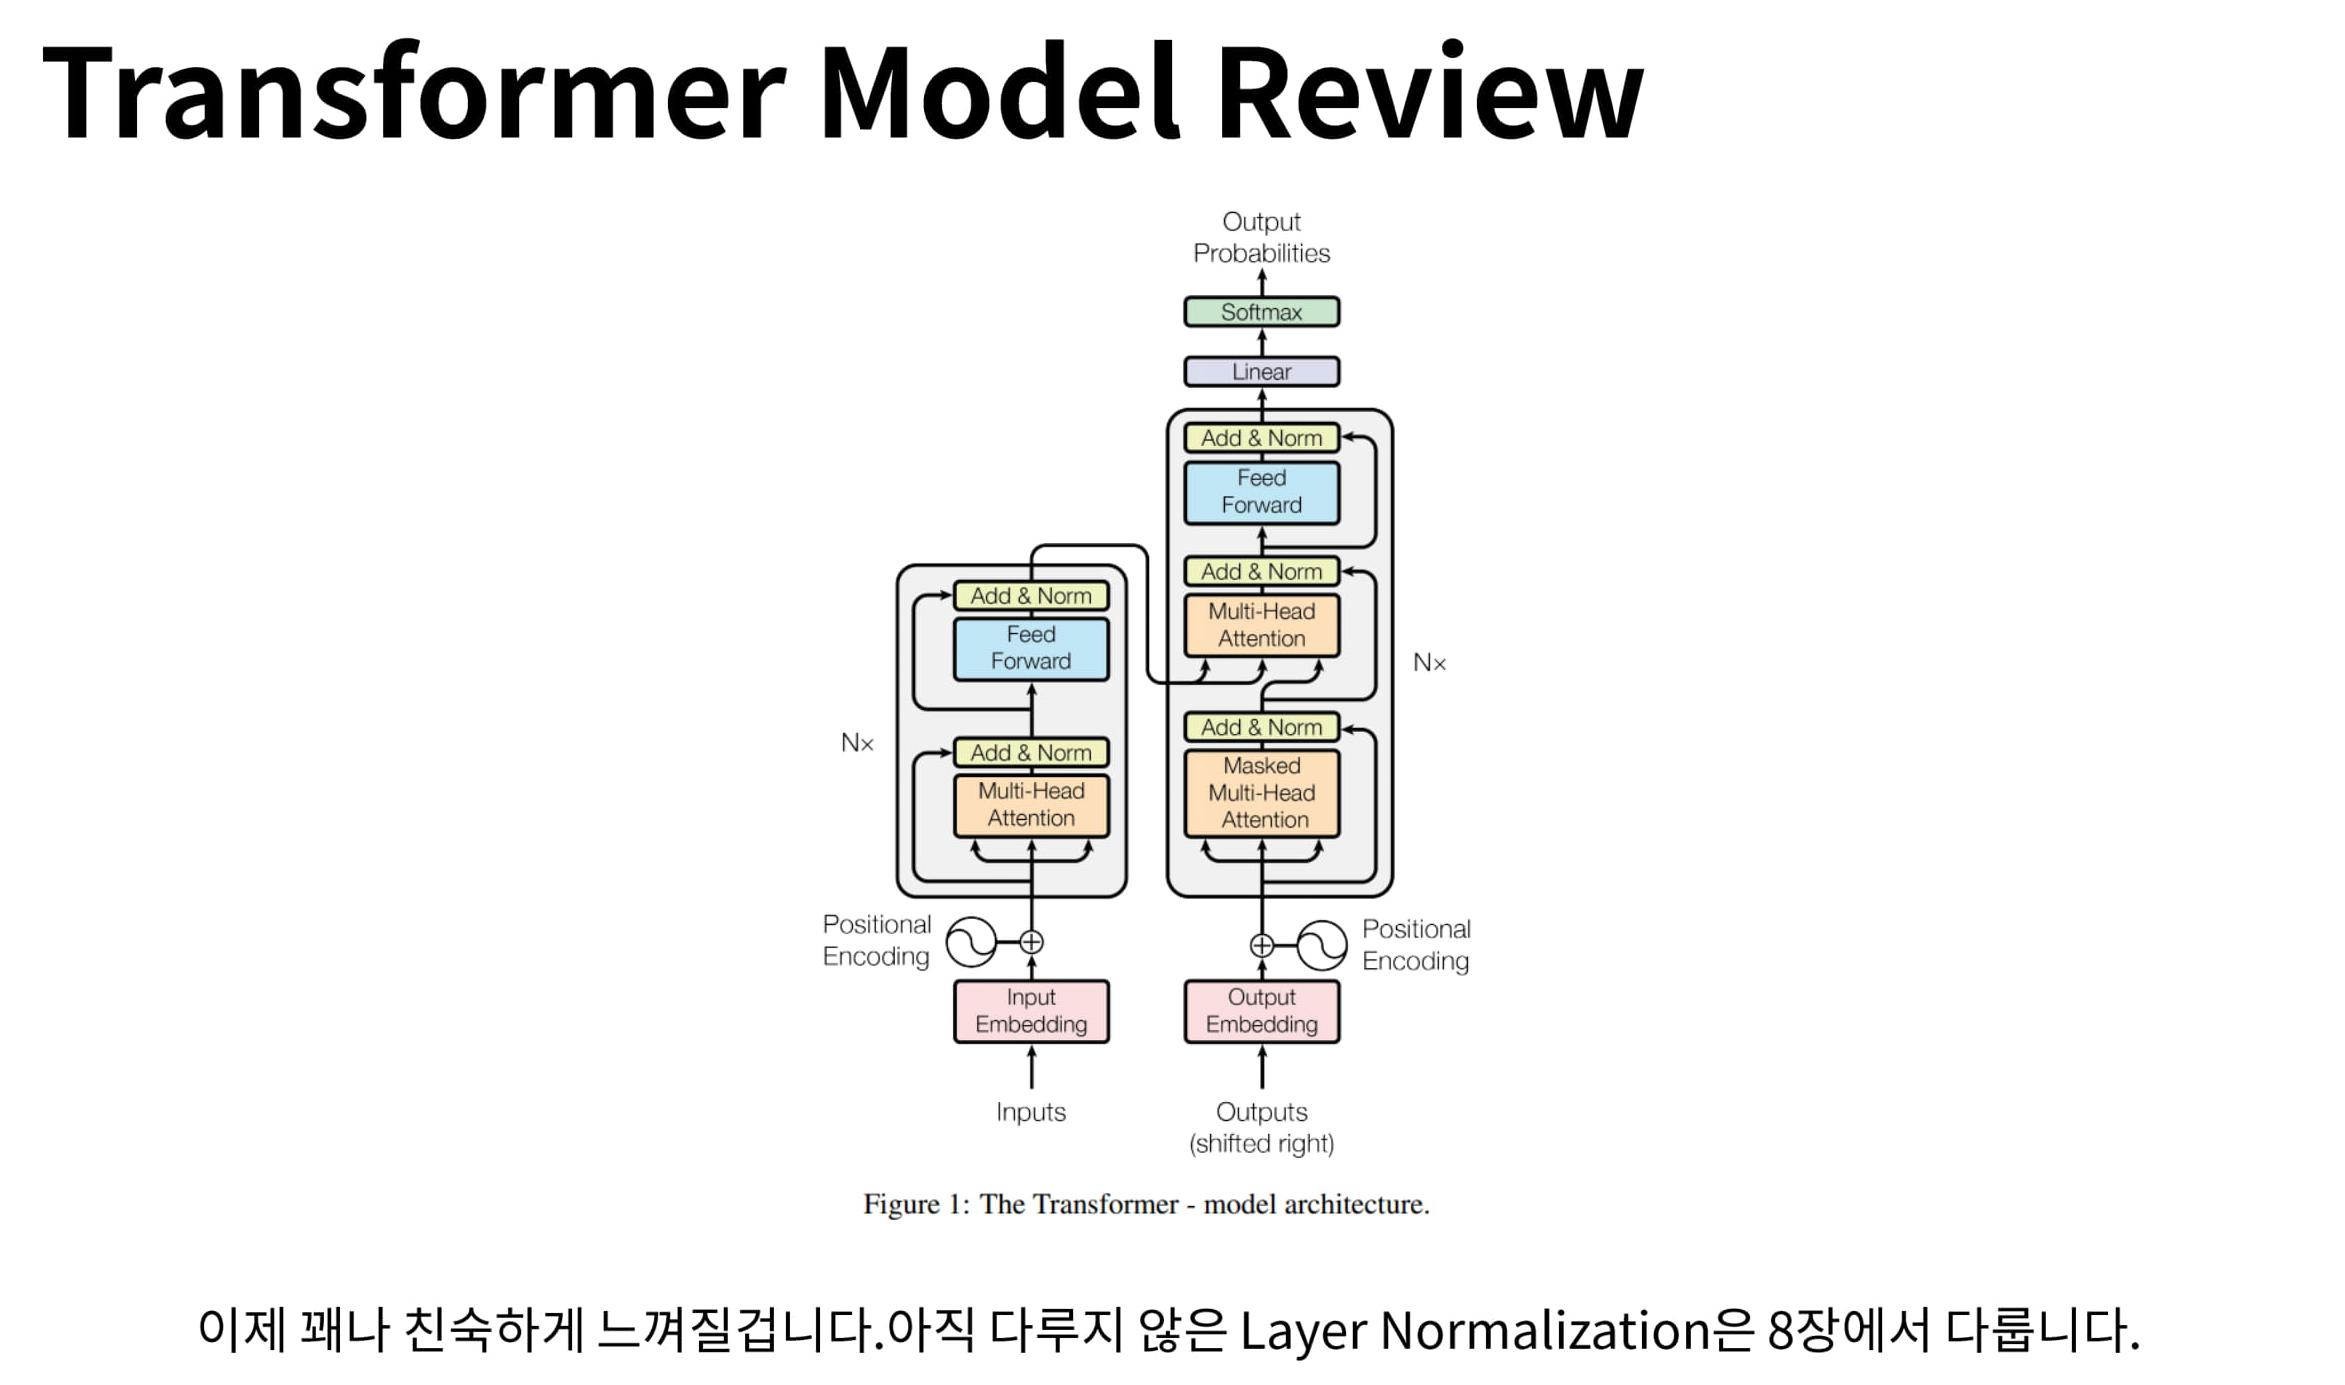 Transformer Model Review
Output
Probabilities
Softmax
Linear
Add & Norm
Feed
Forward
Add & Norm
Multi-Head
Attention
Nx
Add & Norm
Masked
Multi-Head
Attention
Add & Norm
Feed
Forward
Nx
Add & Norm
Multi-Head
Attention
Positional
Encoding
Positional
Encoding
Input
Embedding
Output
Embedding
Inputs
Outputs
(shifted right)
Figure 1: The Transformer - model architecture.
이제 꽤나 친숙하게 느껴질겁니다.아직 다루지 않은 Layer Normalization은 8장에서 다룹니다.